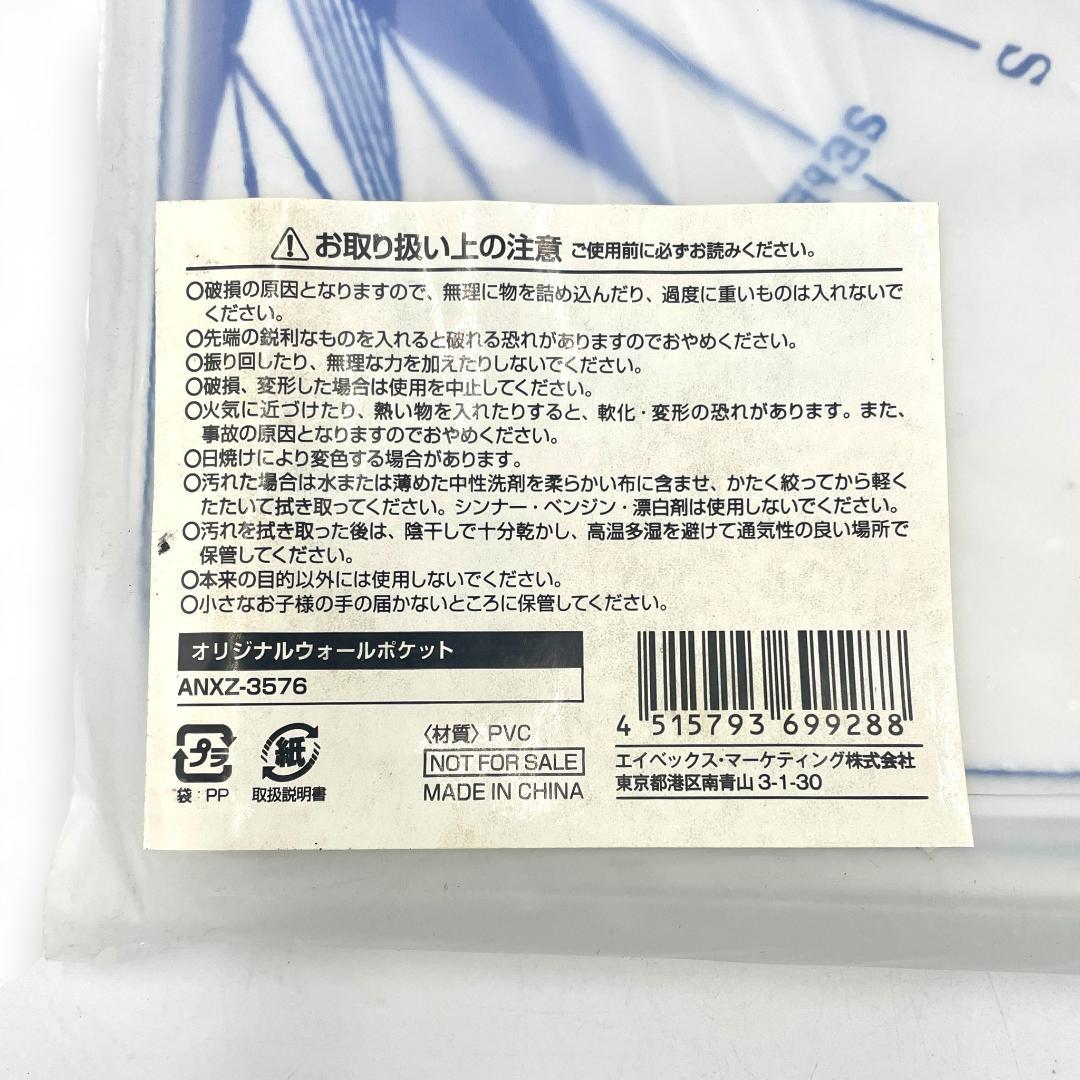 S
SEPE
お取り扱い上の注意 ご使用前に必ずお読みください。
○破損の原因となりますので、無理に物を詰め込んだり、過度に重いものは入れないで
ください。
○先端の鋭利なものを入れると破れる恐れがありますのでおやめください。
○振り回したり、無理な力を加えたりしないでください。
○破損、変形した場合は使用を中止してください。
○火気に近づけたり、熱い物を入れたりすると、軟化・変形の恐れがあります。また、
事故の原因となりますのでおやめください。
○日焼けにより変色する場合があります。
○汚れた場合は水または薄めた中性洗剤を柔らかい布に含ませ、かたく絞ってから軽く
たたいて拭き取ってください。シンナー・ベンジン・漂白剤は使用しないでください。
○汚れを拭き取った後は、陰干しで十分乾かし、高温多湿を避けて通気性の良い場所で
保管してください。
○本来の目的以外には使用しないでください。
○小さなお子様の手の届かないところに保管してください。
オリジナルウォールポケット
ANXZ-3576
プラ
袋:PP
紙
取扱説明書
〈材質〉PVC
NOT FOR SALE
MADE IN CHINA
4 515793 699288
エイベックス・マーケティング株式会社
東京都港区南青山 3-1-30